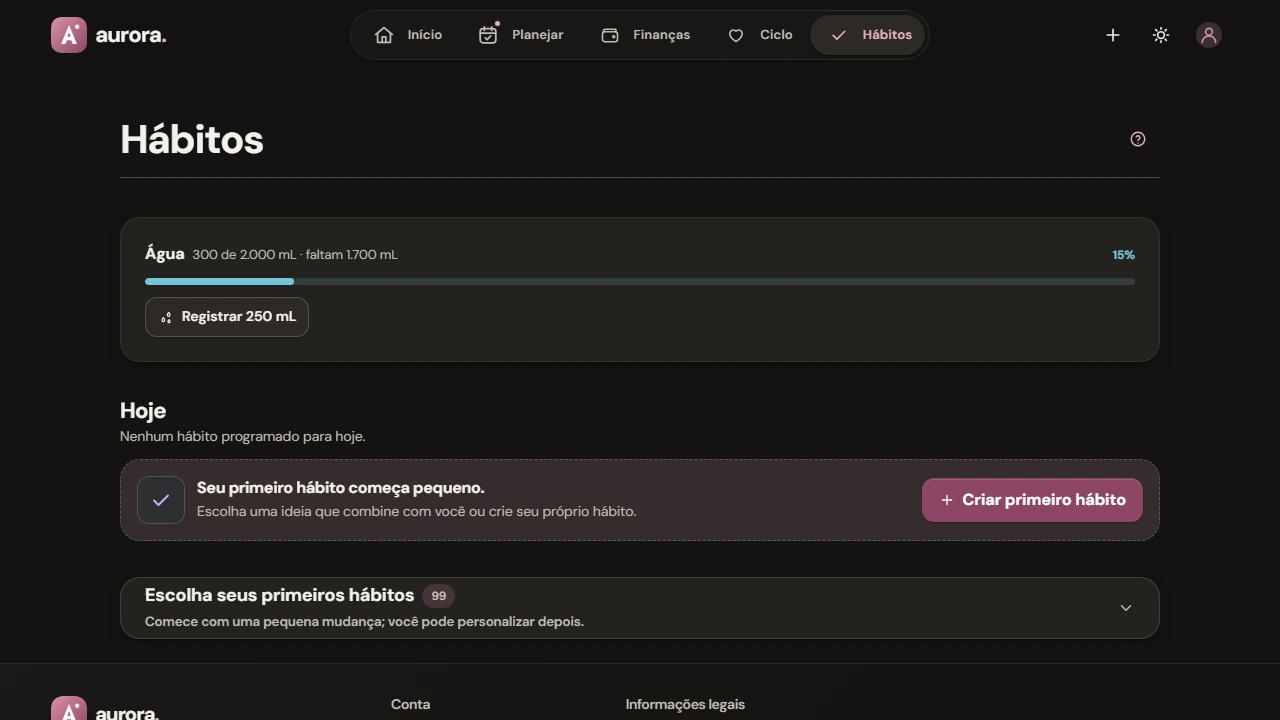 aurora.
Início
Planejar
Finanças
Ciclo
Hábitos
Hábitos
Água 300 de 2.000 mL · faltam 1.700 mL
15%
Registrar 250 mL
Hoje
Nenhum hábito programado para hoje.
Seu primeiro hábito começa pequeno.
Escolha uma ideia que combine com você ou crie seu próprio hábito.
+ Criar primeiro hábito
Escolha seus primeiros hábitos 99
Comece com uma pequena mudança; você pode personalizar depois.
aurora.
Conta
Informações legais